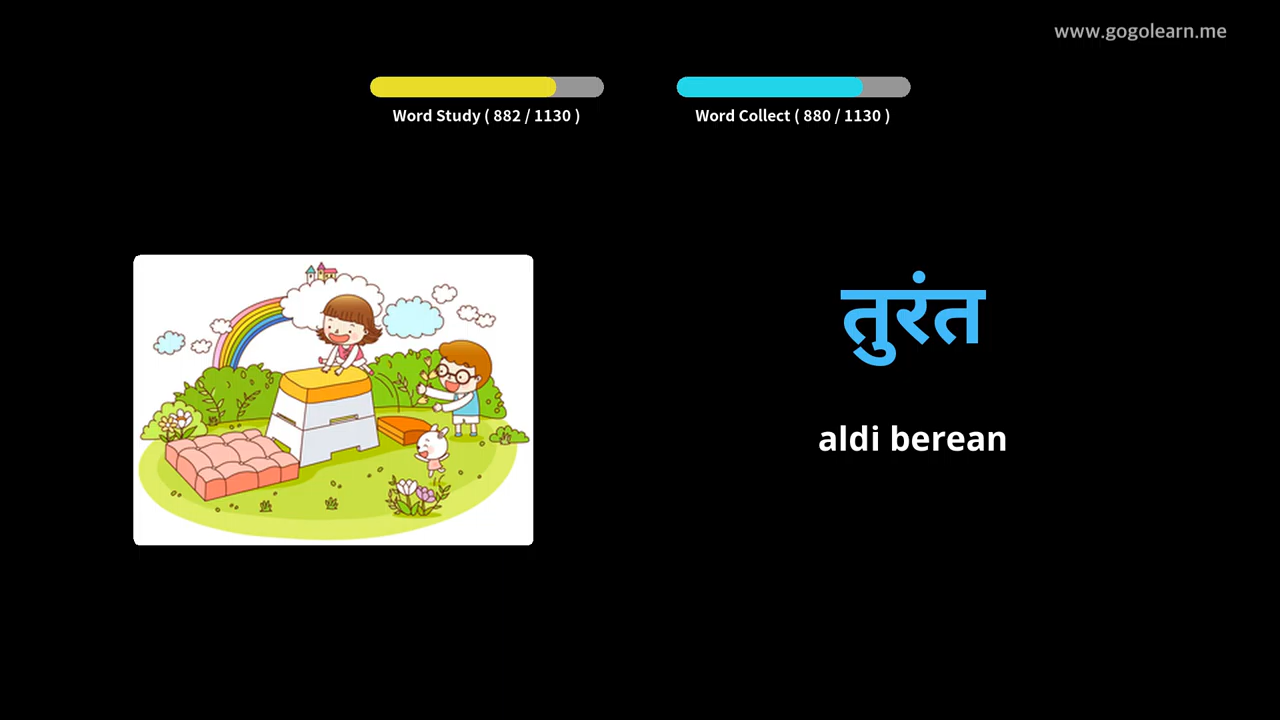 www.gogolearn.me
Word Study ( 882 / 1130 )
Word Collect ( 880 / 1130 )
तुरंत
aldi berean